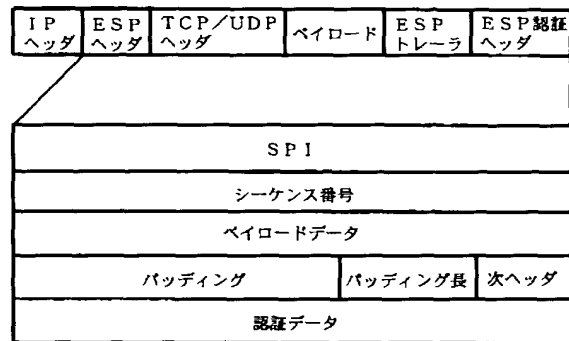 IP
ヘッダ
ESP
ヘッダ
TCP/UDP
ヘッダ
ペイロード
ESP
トレーラ
ESP認証
ヘッダ
SPI
シーケンス番号
ペイロードデータ
パッディング
パッディング長
次ヘッダ
認証データ